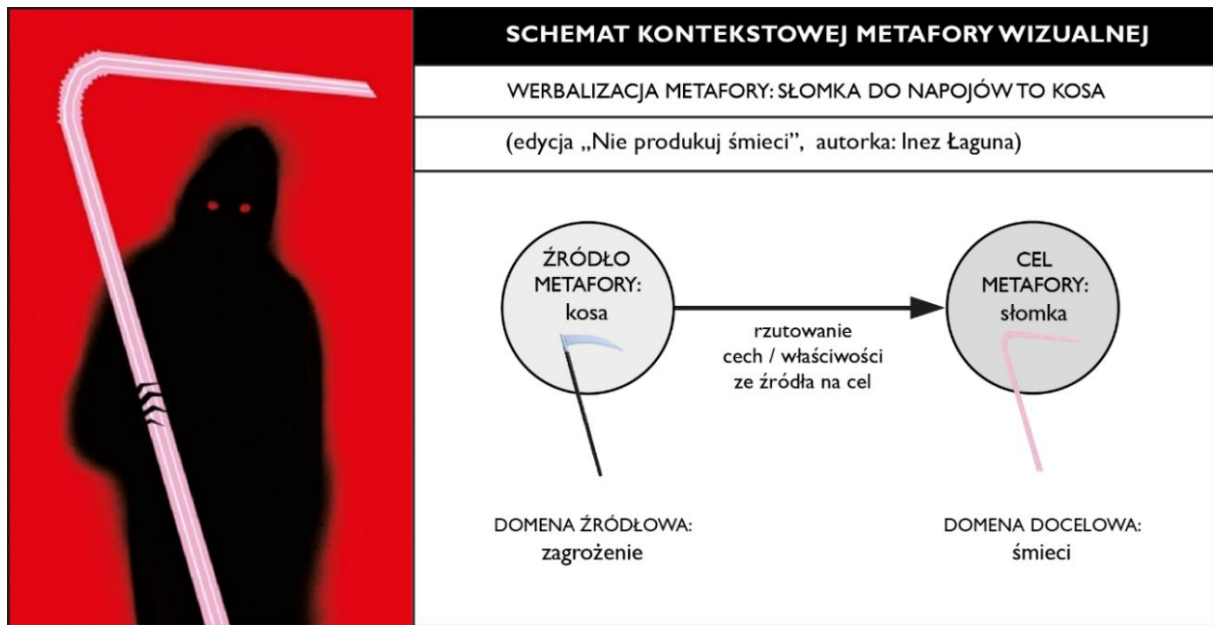 SCHEMAT KONTEKSTOWEJ METAFORY WIZUALNEJ
WERBALIZACJA METAFORY: SŁOMKA DO NAPOJÓW TO KOSA
(edycja „Nie produkuj śmieci”, autorka: Inez Łaguna)
ŹRÓDŁO
METAFORY:
kosa
rzutowanie
cech / właściwości
ze źródła na cel
CEL
METAFORY:
słomka
DOMENA ŹRÓDŁOWA:
zagrożenie
DOMENA DOCELOWA:
śmieci